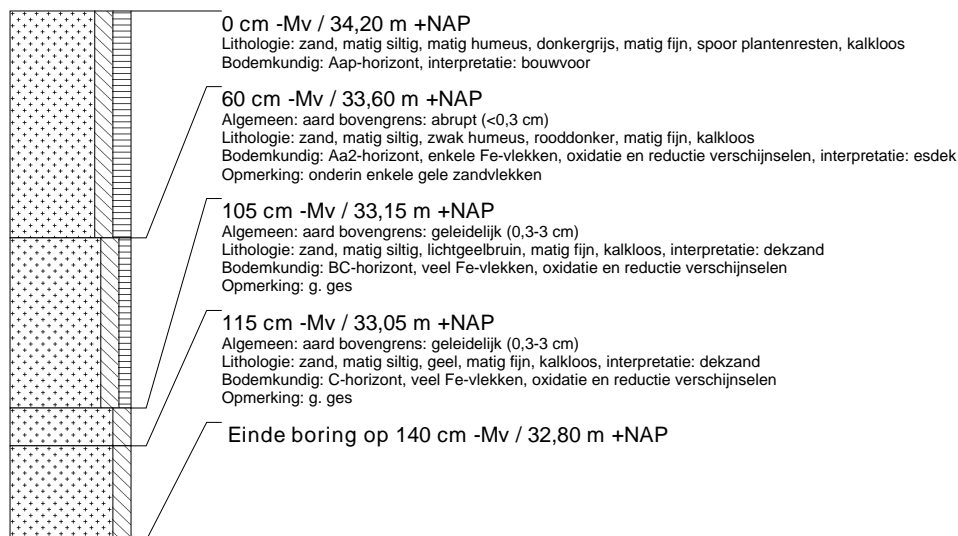 0 cm -Mv / 34,20 m +NAP
Lithologie: zand, matig siltig, matig humeus, donkergrijs, matig fijn, spoor plantenresten, kalkloos
Bodemkundig: Aap-horizont, interpretatie: bouwvoor
60 cm -Mv / 33,60 m +NAP
Algemeen: aard bovengrens: abrupt (<0,3 cm)
Lithologie: zand, matig siltig, zwak humeus, rooddonker, matig fijn, kalkloos
Bodemkundig: Aa2-horizont, enkele Fe-vlekken, oxidatie en reductie verschijnselen, interpretatie: esdek
Opmerking: onderin enkele gele zandvlekken
105 cm -Mv / 33,15 m +NAP
Algemeen: aard bovengrens: geleidelijk (0,3-3 cm)
Lithologie: zand, matig siltig, lichtgeelbruin, matig fijn, kalkloos, interpretatie: dekzand
Bodemkundig: BC-horizont, veel Fe-vlekken, oxidatie en reductie verschijnselen
Opmerking: g. ges
115 cm -Mv / 33,05 m +NAP
Algemeen: aard bovengrens: geleidelijk (0,3-3 cm)
Lithologie: zand, matig siltig, geel, matig fijn, kalkloos, interpretatie: dekzand
Bodemkundig: C-horizont, veel Fe-vlekken, oxidatie en reductie verschijnselen
Opmerking: g. ges
Einde boring op 140 cm -Mv / 32,80 m +NAP